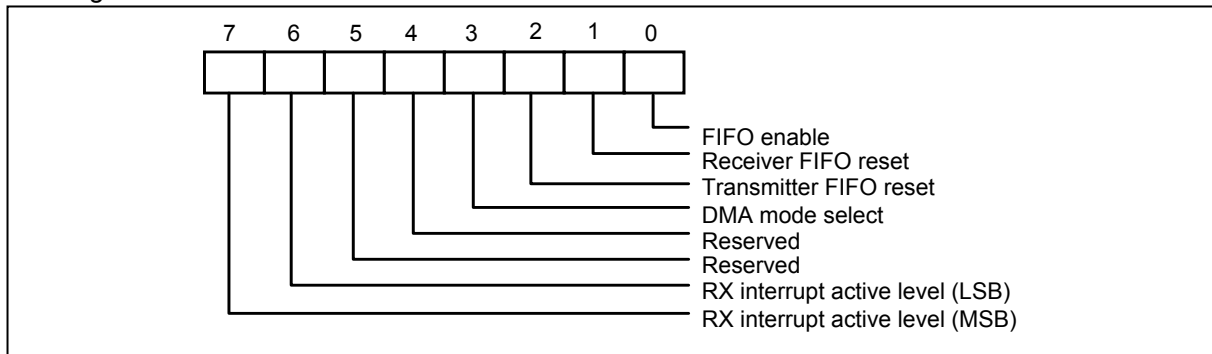 7 6 5 4 3 2 1 0
FIFO enable
Receiver FIFO reset
Transmitter FIFO reset
DMA mode select
Reserved
Reserved
RX interrupt active level (LSB)
RX interrupt active level (MSB)